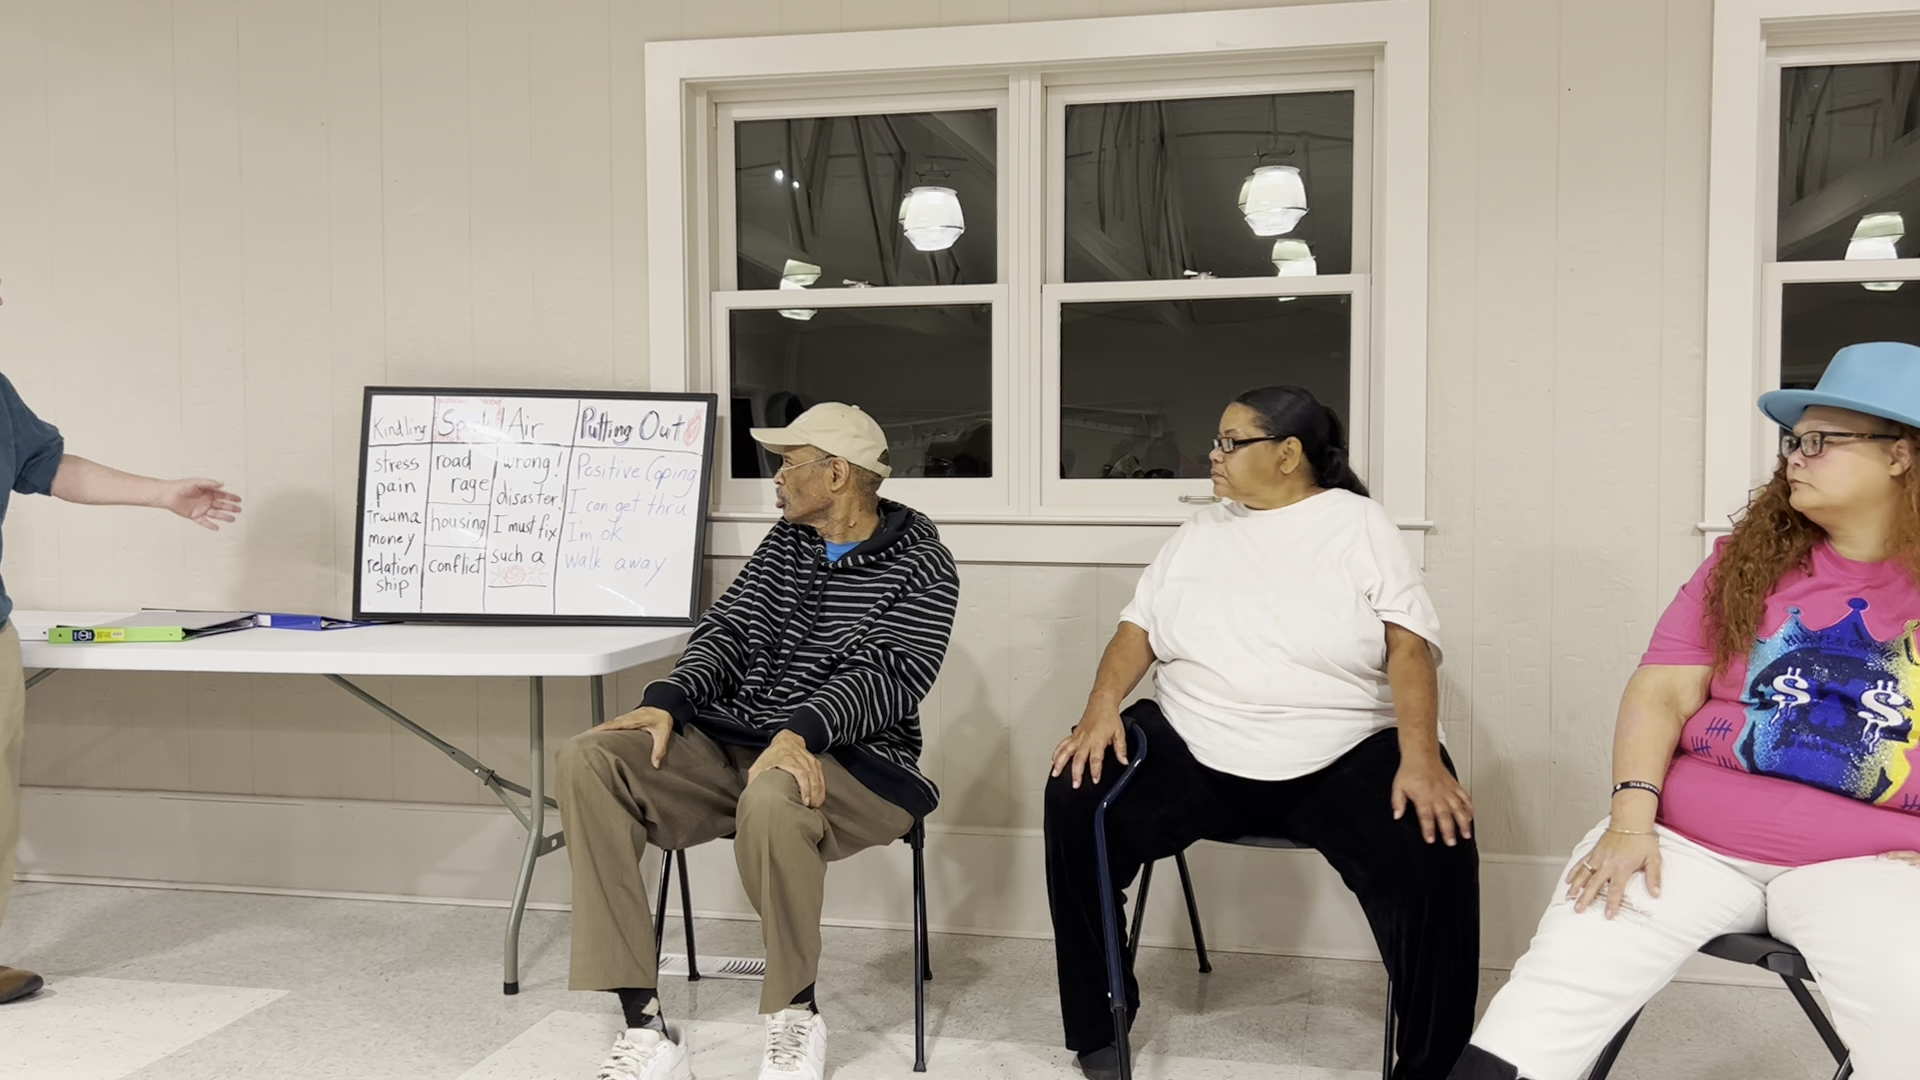 Kindling
Spark
Air
Putting Out
stress
pain
Trauma
money
relation
ship
road
rage
housing
conflict
wrong!
disaster!
I must fix
such a
Positive Coping
I can get thru
I'm ok
walk away
$ $